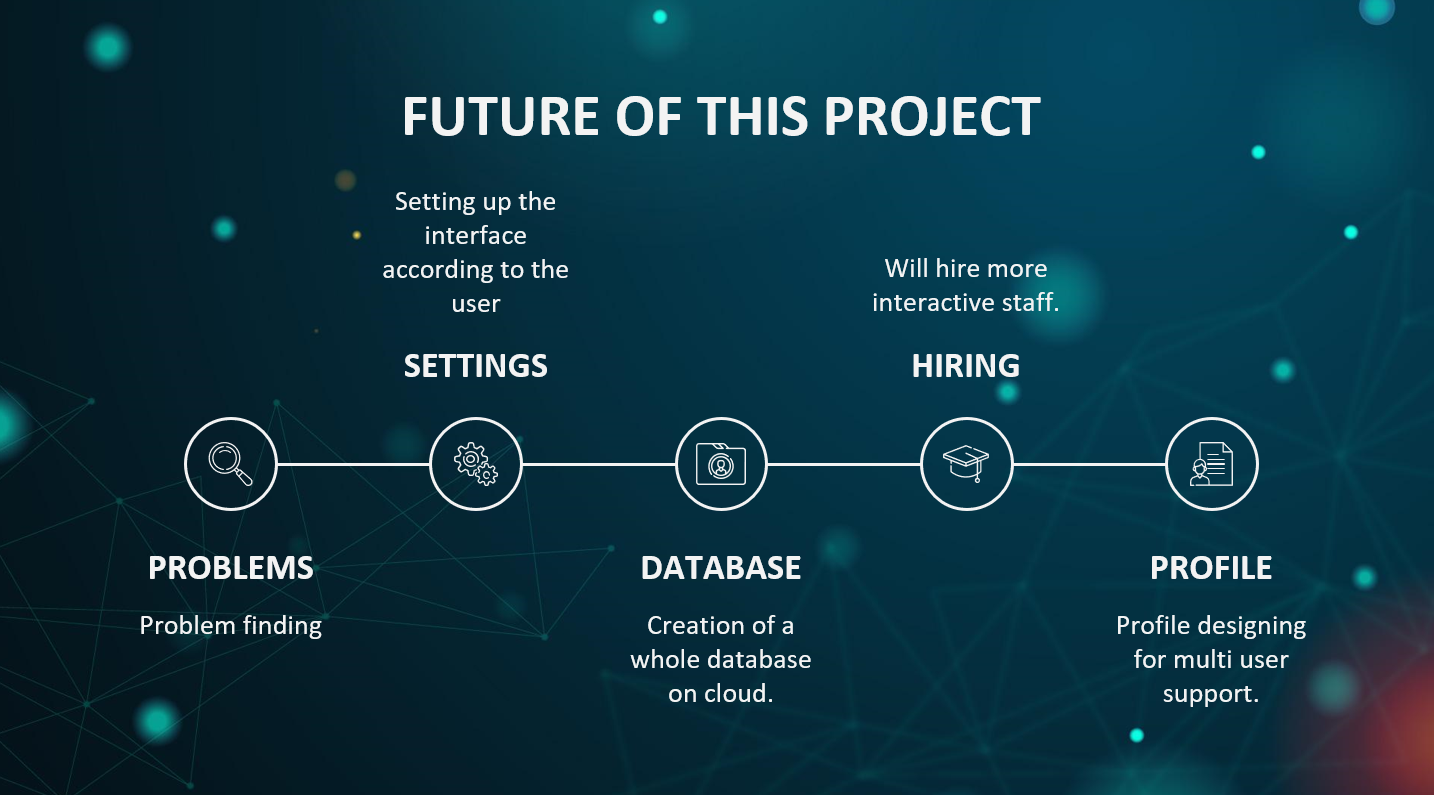 FUTURE OF THIS PROJECT
Setting up the
interface
according to the
user
SETTINGS
Will hire more
interactive staff.
HIRING
PROBLEMS
Problem finding
DATABASE
Creation of a
whole database
on cloud.
PROFILE
Profile designing
for multi user
support.